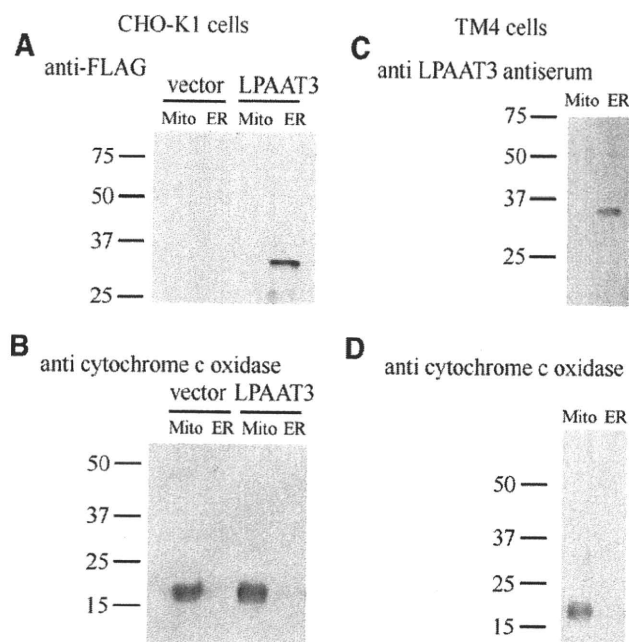 CHO-K1 cells
A
anti-FLAG
vector LPAAT3
Mito ER Mito ER
75
50
37
25
B
anti cytochrome c oxidase
vector LPAAT3
Mito ER Mito ER
50
37
25
15
TM4 cells
C
anti LPAAT3 antiserum
Mito ER
75
50
37
25
D
anti cytochrome c oxidase
Mito ER
50
37
25
15